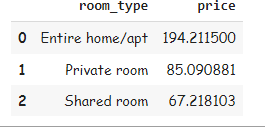 room_type price
0 Entire home/apt 194.211500
1 Private room 85.090881
2 Shared room 67.218103